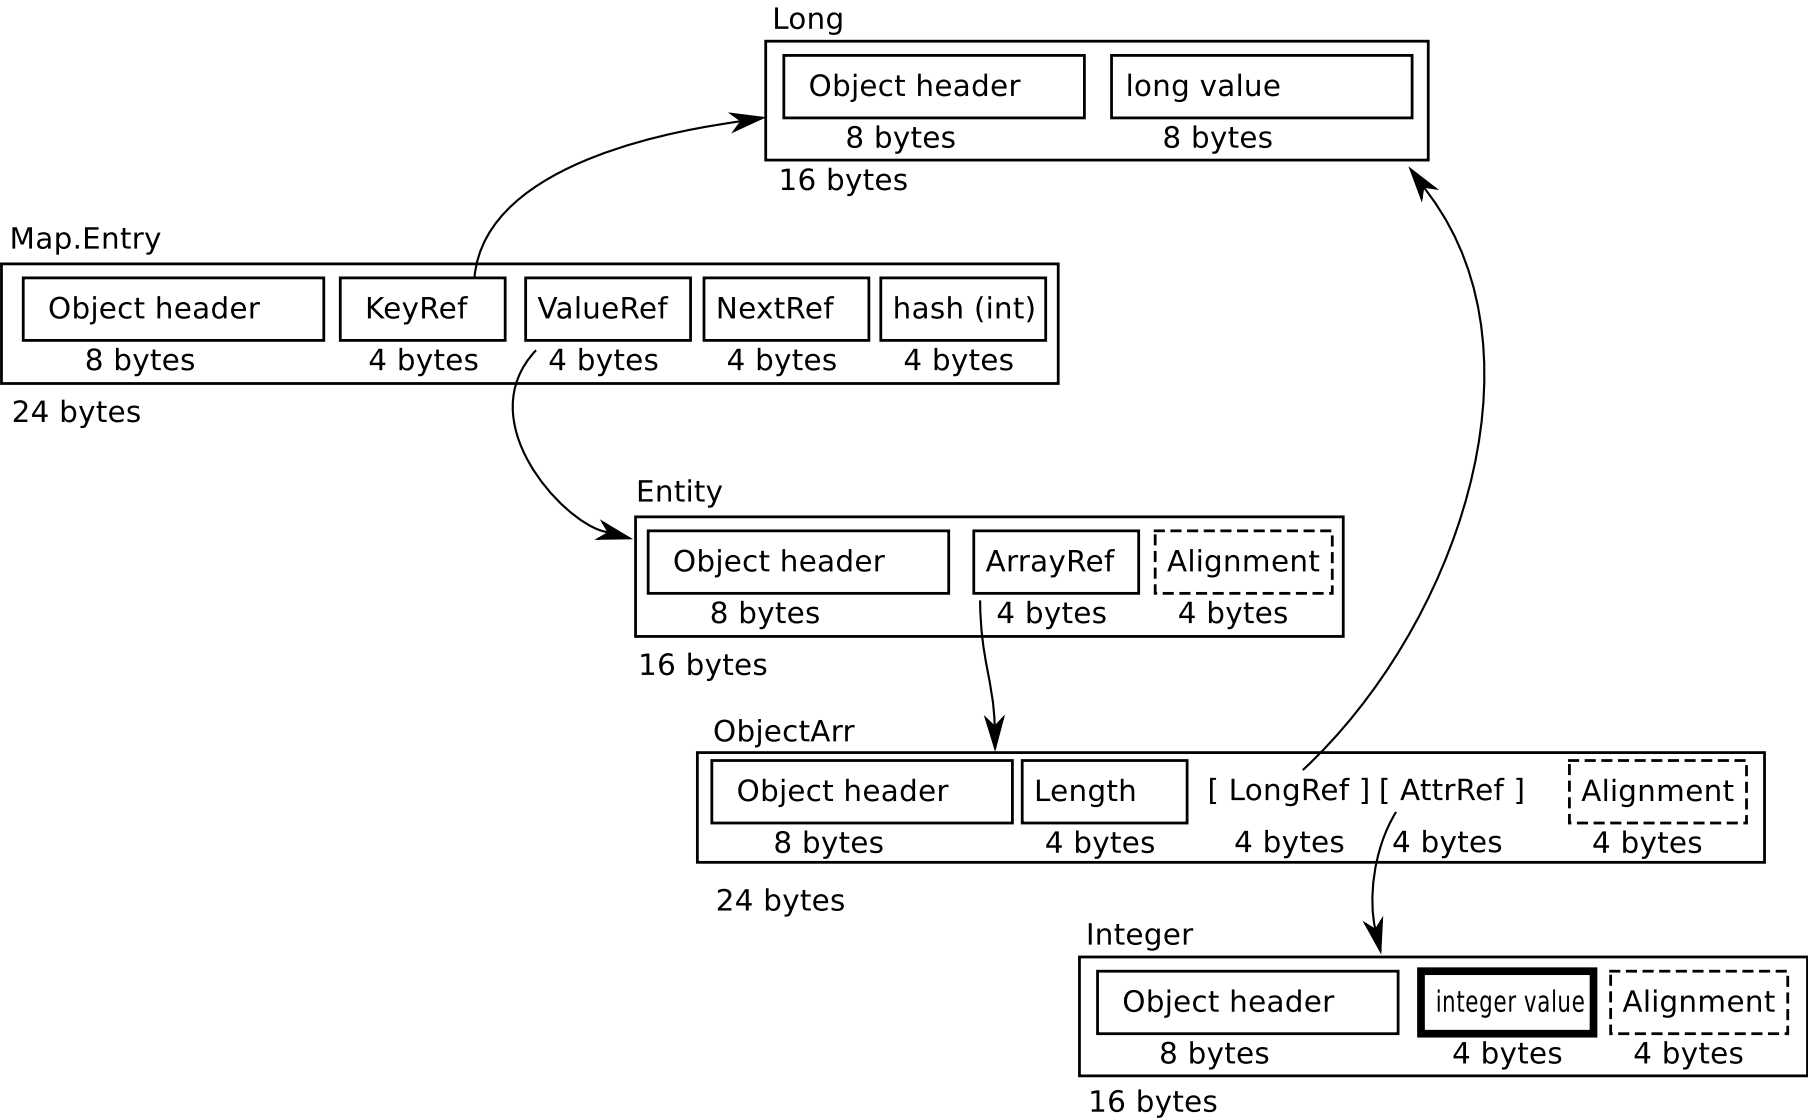 Long
Object header long value
8 bytes 8 bytes
16 bytes
Map.Entry
Object header KeyRef ValueRef NextRef hash (int)
8 bytes 4 bytes 4 bytes 4 bytes 4 bytes
24 bytes
Entity
Object header ArrayRef Alignment
8 bytes 4 bytes 4 bytes
16 bytes
ObjectArr
Object header Length [ LongRef ] [ AttrRef ] Alignment
8 bytes 4 bytes 4 bytes 4 bytes 4 bytes
24 bytes
Integer
Object header integer value Alignment
8 bytes 4 bytes 4 bytes
16 bytes